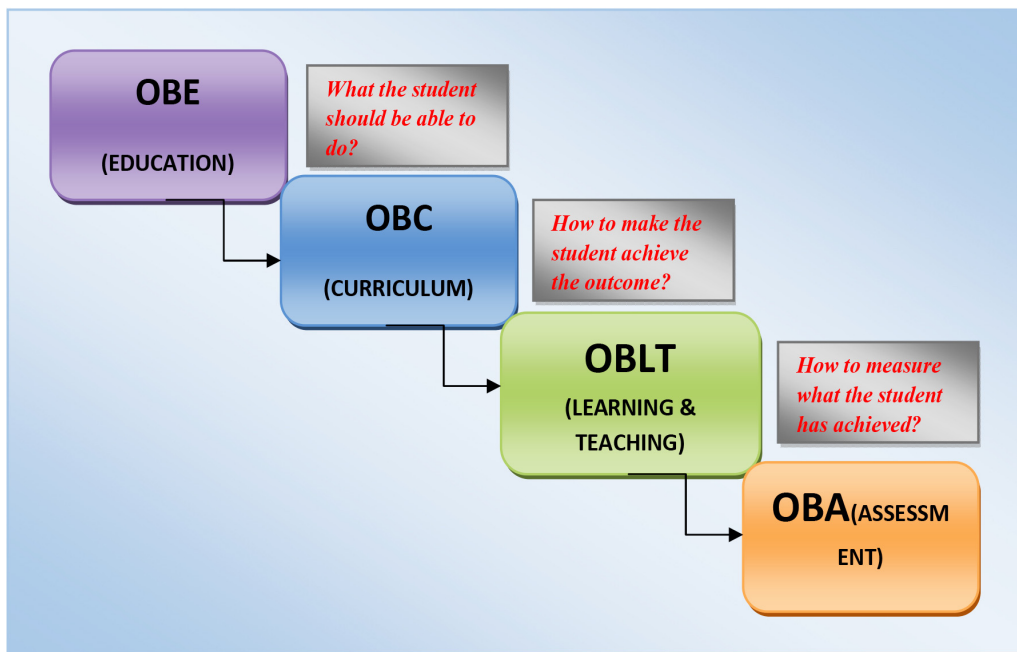 OBE
(EDUCATION)
What the student
should be able to
do?
OBC
(CURRICULUM)
How to make the
student achieve
the outcome?
OBLT
(LEARNING &
TEACHING)
How to measure
what the student
has achieved?
OBA(ASSESSM
ENT)